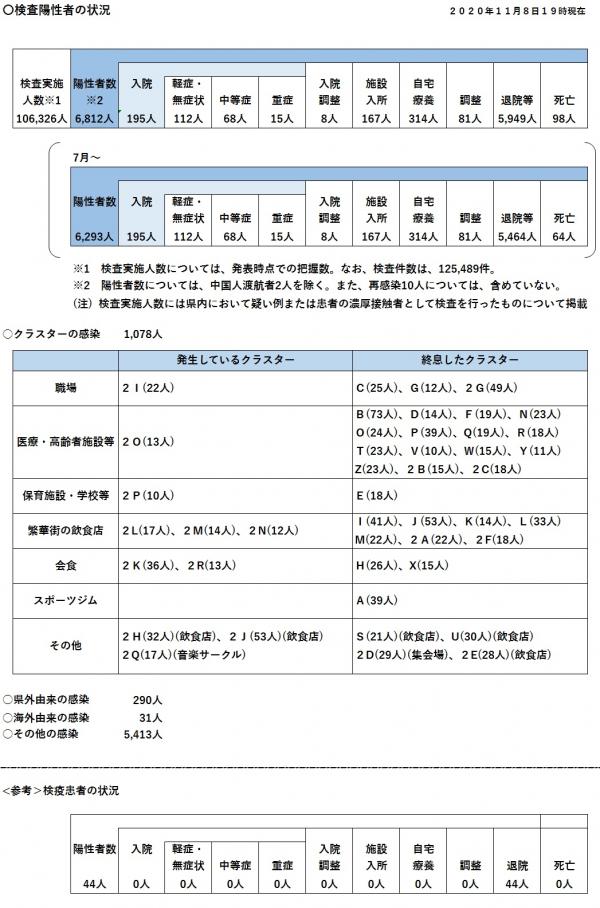 〇検査陽性者の状況
２０２０年１１月８日１９時現在
検査実施人数※1 陽性者数※2 入院 軽症・無症状 中等症 重症 入院調整 施設入所 自宅療養 調整 退院等 死亡
106,326人 6,812人 195人 112人 68人 15人 8人 167人 314人 81人 5,949人 98人
7月～
陽性者数 入院 軽症・無症状 中等症 重症 入院調整 施設入所 自宅療養 調整 退院等 死亡
6,293人 195人 112人 68人 15人 8人 167人 314人 81人 5,464人 64人
※1　検査実施人数については、発表時点での把握数。なお、検査件数は、125,489件。
※2　陽性者数については、中国人渡航者2人を除く。また、再感染10人については、含めていない。
（注）検査実施人数には県内において疑い例または患者の濃厚接触者として検査を行ったものについて掲載
○クラスターの感染　1,078人
発生しているクラスター 終息したクラスター
職場 ２Ｉ(22人) Ｃ(25人)、Ｇ(12人)、２Ｇ(49人)
医療・高齢者施設等 ２Ｏ(13人) Ｂ(73人)、Ｄ(14人)、Ｆ(19人)、Ｎ(23人)
Ｏ(24人)、Ｐ(39人)、Ｑ(19人)、Ｒ(18人)
Ｔ(23人)、Ｖ(10人)、Ｗ(15人)、Ｙ(11人)
Ｚ(23人)、２Ｂ(15人)、２Ｃ(18人)
保育施設・学校等 ２Ｐ(10人) Ｅ(18人)
繁華街の飲食店 ２Ｌ(17人)、２Ｍ(14人)、２Ｎ(12人) Ｉ(41人)、Ｊ(53人)、Ｋ(14人)、Ｌ(33人)
Ｍ(22人)、２Ａ(22人)、２Ｆ(18人)
会食 ２Ｋ(36人)、２Ｒ(13人) Ｈ(26人)、Ｘ(15人)
スポーツジム Ａ(39人)
その他 ２Ｈ(32人)(飲食店)、２Ｊ(53人)(飲食店) Ｓ(21人)(飲食店)、Ｕ(30人)(飲食店)
２Ｑ(17人)(音楽サークル) ２Ｄ(29人)(集会場)、２Ｅ(28人)(飲食店)
○県外由来の感染　290人
○海外由来の感染　31人
○その他の感染　5,413人
<参考>検疫患者の状況
陽性者数 入院 軽症・無症状 中等症 重症 入院調整 施設入所 自宅療養 調整 退院 死亡
44人 0人 0人 0人 0人 0人 0人 0人 0人 44人 0人